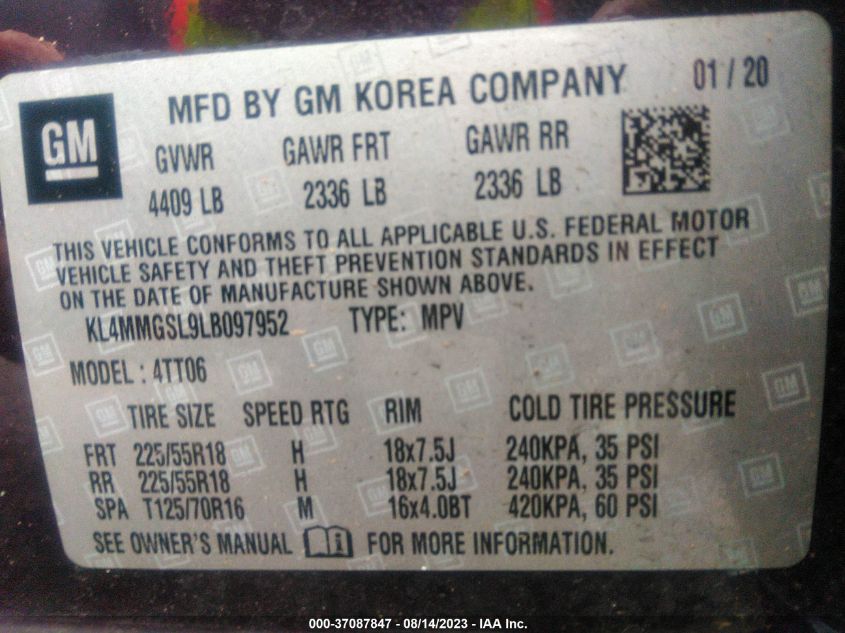 GM
MFD BY GM KOREA COMPANY 01 / 20
GVWR GAWR FRT GAWR RR
4409 LB 2336 LB 2336 LB
THIS VEHICLE CONFORMS TO ALL APPLICABLE U.S. FEDERAL MOTOR
VEHICLE SAFETY AND THEFT PREVENTION STANDARDS IN EFFECT
ON THE DATE OF MANUFACTURE SHOWN ABOVE.
KL4MMGSL9LB097952 TYPE: MPV
MODEL : 4TT06
TIRE SIZE SPEED RTG RIM COLD TIRE PRESSURE
FRT 225/55R18 H 18x7.5J 240KPA, 35 PSI
RR 225/55R18 H 18x7.5J 240KPA, 35 PSI
SPA T125/70R16 M 16x4.0BT 420KPA, 60 PSI
SEE OWNER'S MANUAL i FOR MORE INFORMATION.
000-37087847 — 08/14/2023 — IAA Inc.